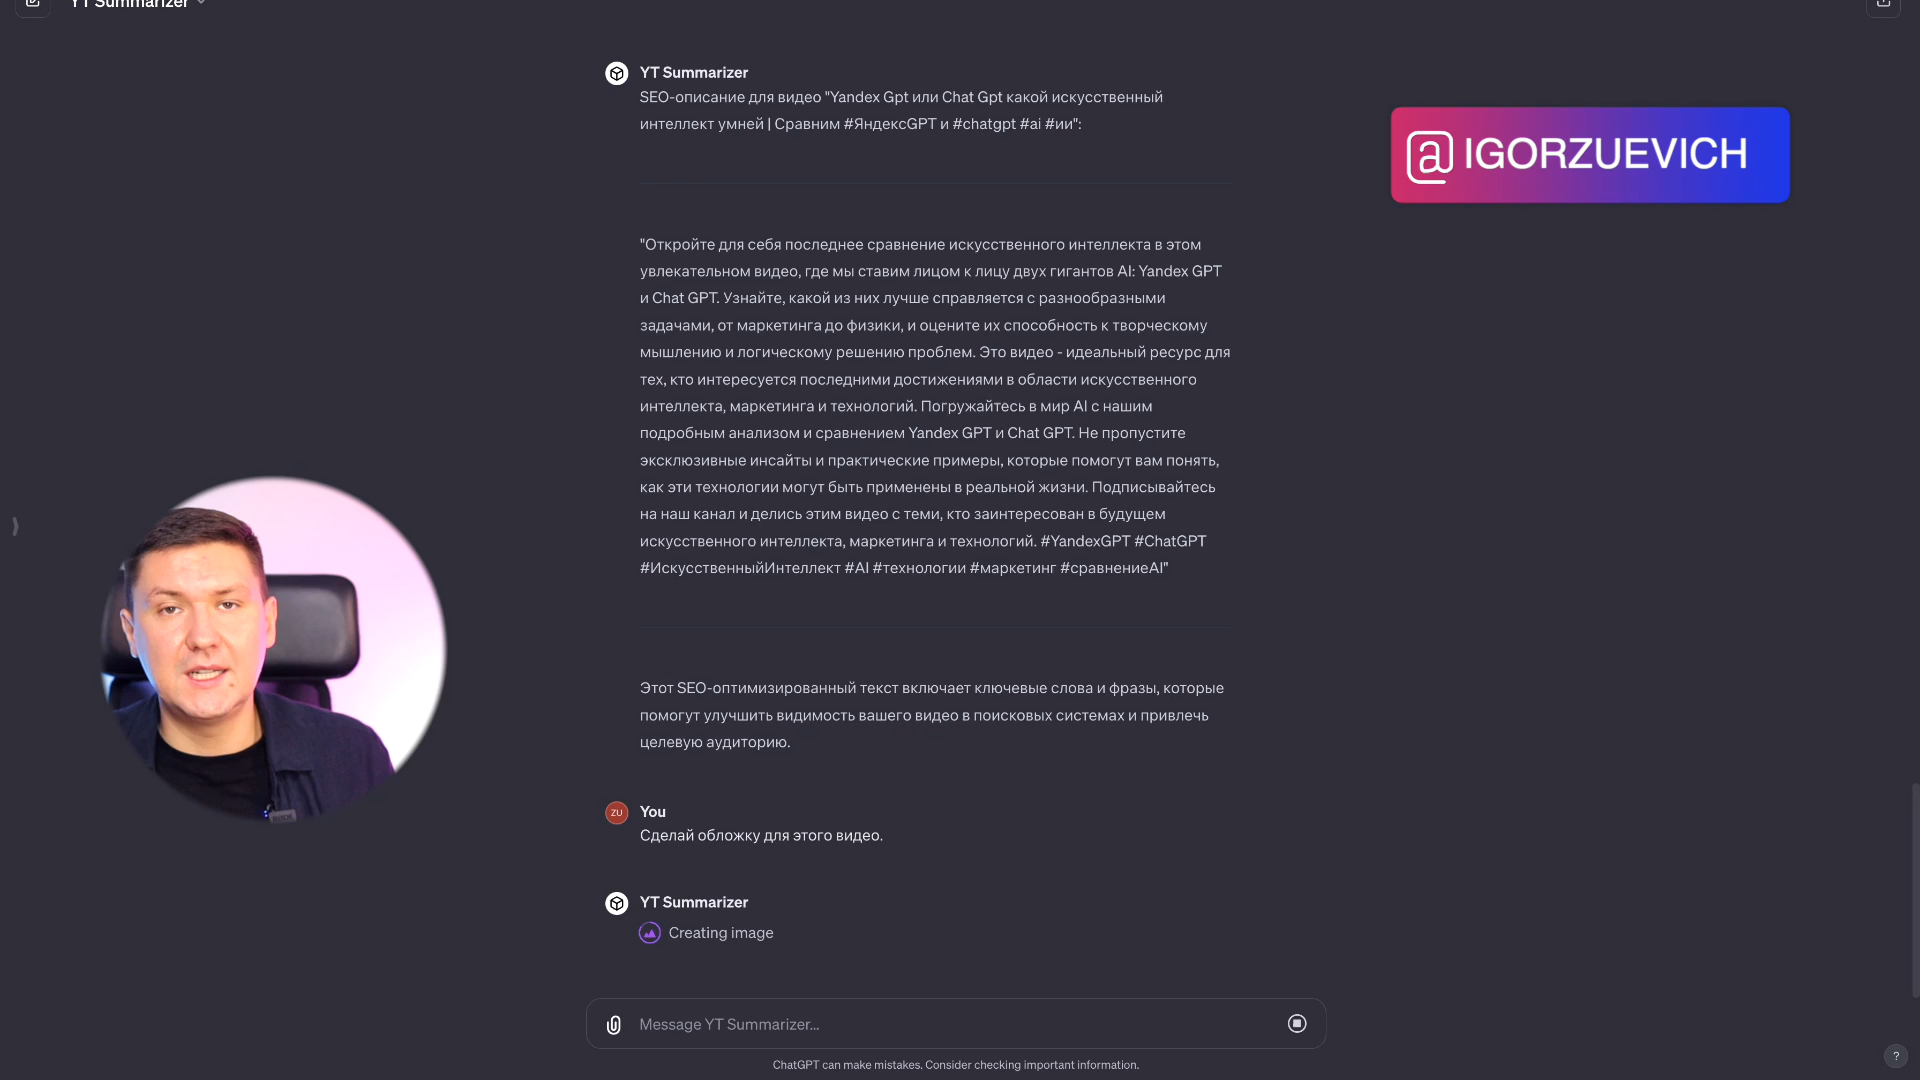 YT Summarizer
YT Summarizer
SEO-описание для видео "Yandex Gpt или Chat Gpt какой искусственный
интеллект умней | Сравним #ЯндексGPT и #chatgpt #ai #ии":
@IGORZUEVICH
"Откройте для себя последнее сравнение искусственного интеллекта в этом
увлекательном видео, где мы ставим лицом к лицу двух гигантов AI: Yandex GPT
и Chat GPT. Узнайте, какой из них лучше справляется с разнообразными
задачами, от маркетинга до физики, и оцените их способность к творческому
мышлению и логическому решению проблем. Это видео - идеальный ресурс для
тех, кто интересуется последними достижениями в области искусственного
интеллекта, маркетинга и технологий. Погружайтесь в мир AI с нашим
подробным анализом и сравнением Yandex GPT и Chat GPT. Не пропустите
эксклюзивные инсайты и практические примеры, которые помогут вам понять,
как эти технологии могут быть применены в реальной жизни. Подписывайтесь
на наш канал и делись этим видео с теми, кто заинтересован в будущем
искусственного интеллекта, маркетинга и технологий. #YandexGPT #ChatGPT
#ИскусственныйИнтеллект #AI #технологии #маркетинг #сравнениеAI"
Этот SEO-оптимизированный текст включает ключевые слова и фразы, которые
помогут улучшить видимость вашего видео в поисковых системах и привлечь
целевую аудиторию.
ZU
You
Сделай обложку для этого видео.
YT Summarizer
Creating image
Message YT Summarizer...
ChatGPT can make mistakes. Consider checking important information.
?